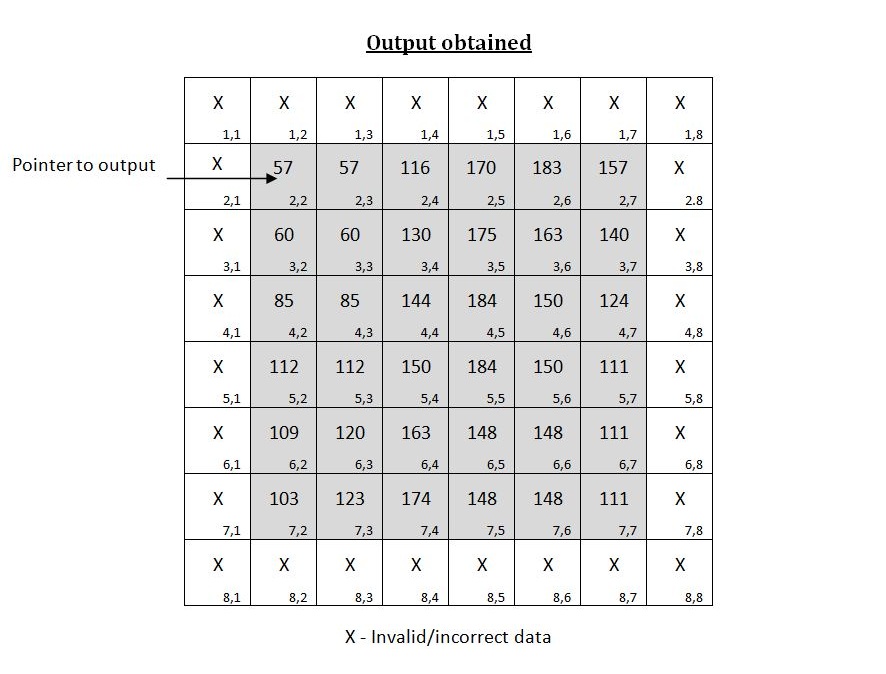 Output obtained
X X X X X X X X
1,1 1,2 1,3 1,4 1,5 1,6 1,7 1,8
Pointer to output
X 57 57 116 170 183 157 X
2,1 2,2 2,3 2,4 2,5 2,6 2,7 2.8
X 60 60 130 175 163 140 X
3,1 3,2 3,3 3,4 3,5 3,6 3,7 3,8
X 85 85 144 184 150 124 X
4,1 4,2 4,3 4,4 4,5 4,6 4,7 4,8
X 112 112 150 184 150 111 X
5,1 5,2 5,3 5,4 5,5 5,6 5,7 5,8
X 109 120 163 148 148 111 X
6,1 6,2 6,3 6,4 6,5 6,6 6,7 6,8
X 103 123 174 148 148 111 X
7,1 7,2 7,3 7,4 7,5 7,6 7,7 7,8
X X X X X X X X
8,1 8,2 8,3 8,4 8,5 8,6 8,7 8,8
X - Invalid/incorrect data